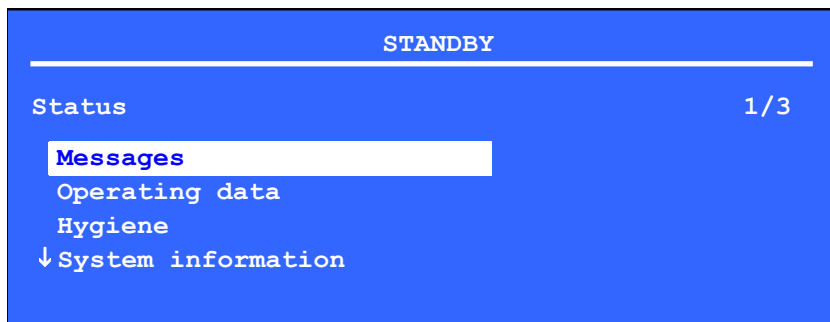 STANDBY
Status 1/3
Messages
Operating data
Hygiene
↓ System information